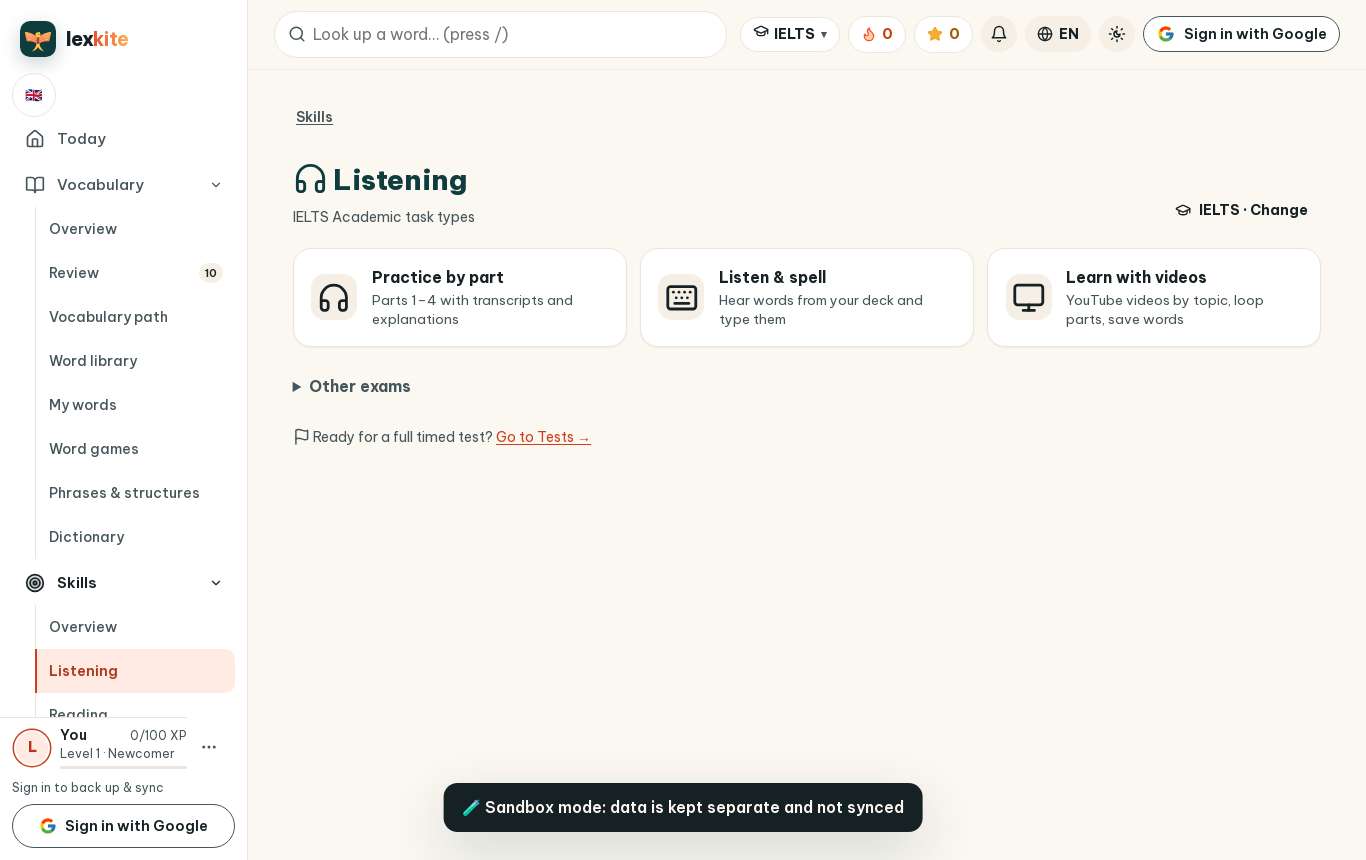 lexkite
Today
Vocabulary
Overview
Review 10
Vocabulary path
Word library
My words
Word games
Phrases & structures
Dictionary
Skills
Overview
Listening
Reading
L
You 0/100 XP
Level 1 · Newcomer
Sign in to back up & sync
Sign in with Google
Look up a word... (press /)
IELTS ▾
0
0
EN
Sign in with Google
Skills
Listening
IELTS Academic task types
IELTS · Change
Practice by part
Parts 1–4 with transcripts and
explanations
Listen & spell
Hear words from your deck and
type them
Learn with videos
YouTube videos by topic, loop
parts, save words
Other exams
Ready for a full timed test? Go to Tests →
Sandbox mode: data is kept separate and not synced